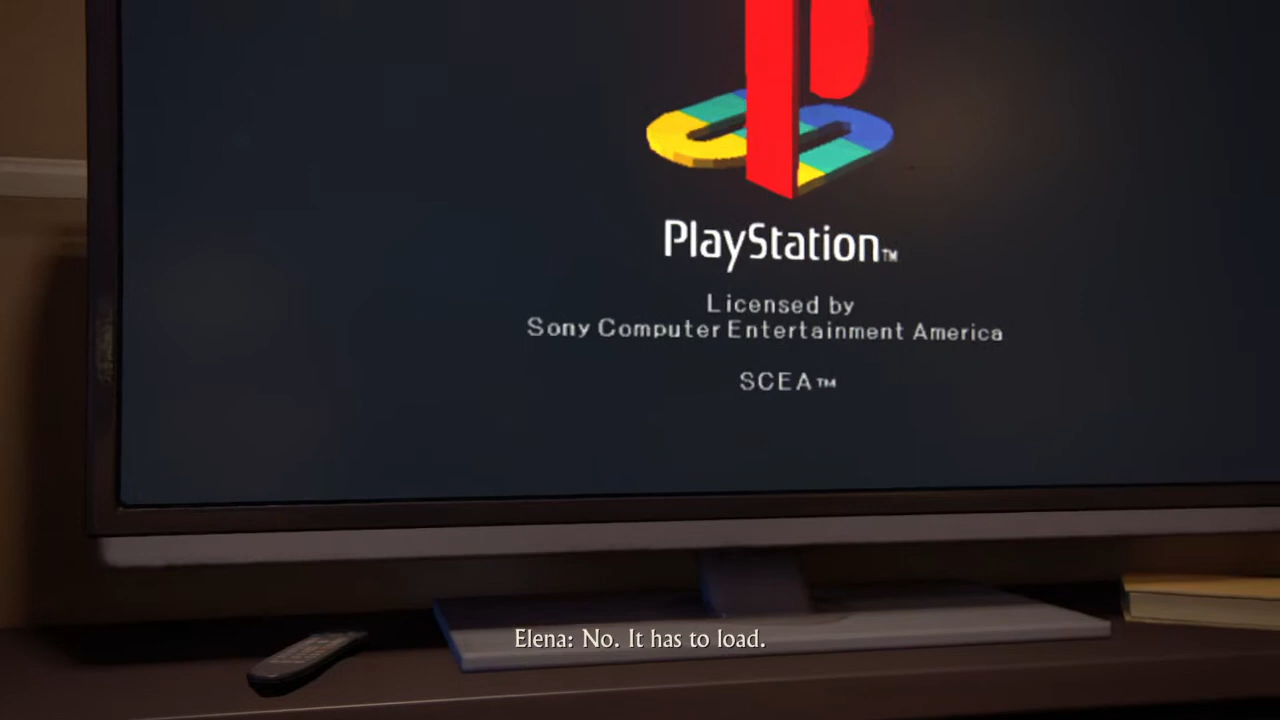 PlayStation™
Licensed by
Sony Computer Entertainment America
SCEA™
Elena: No. It has to load.